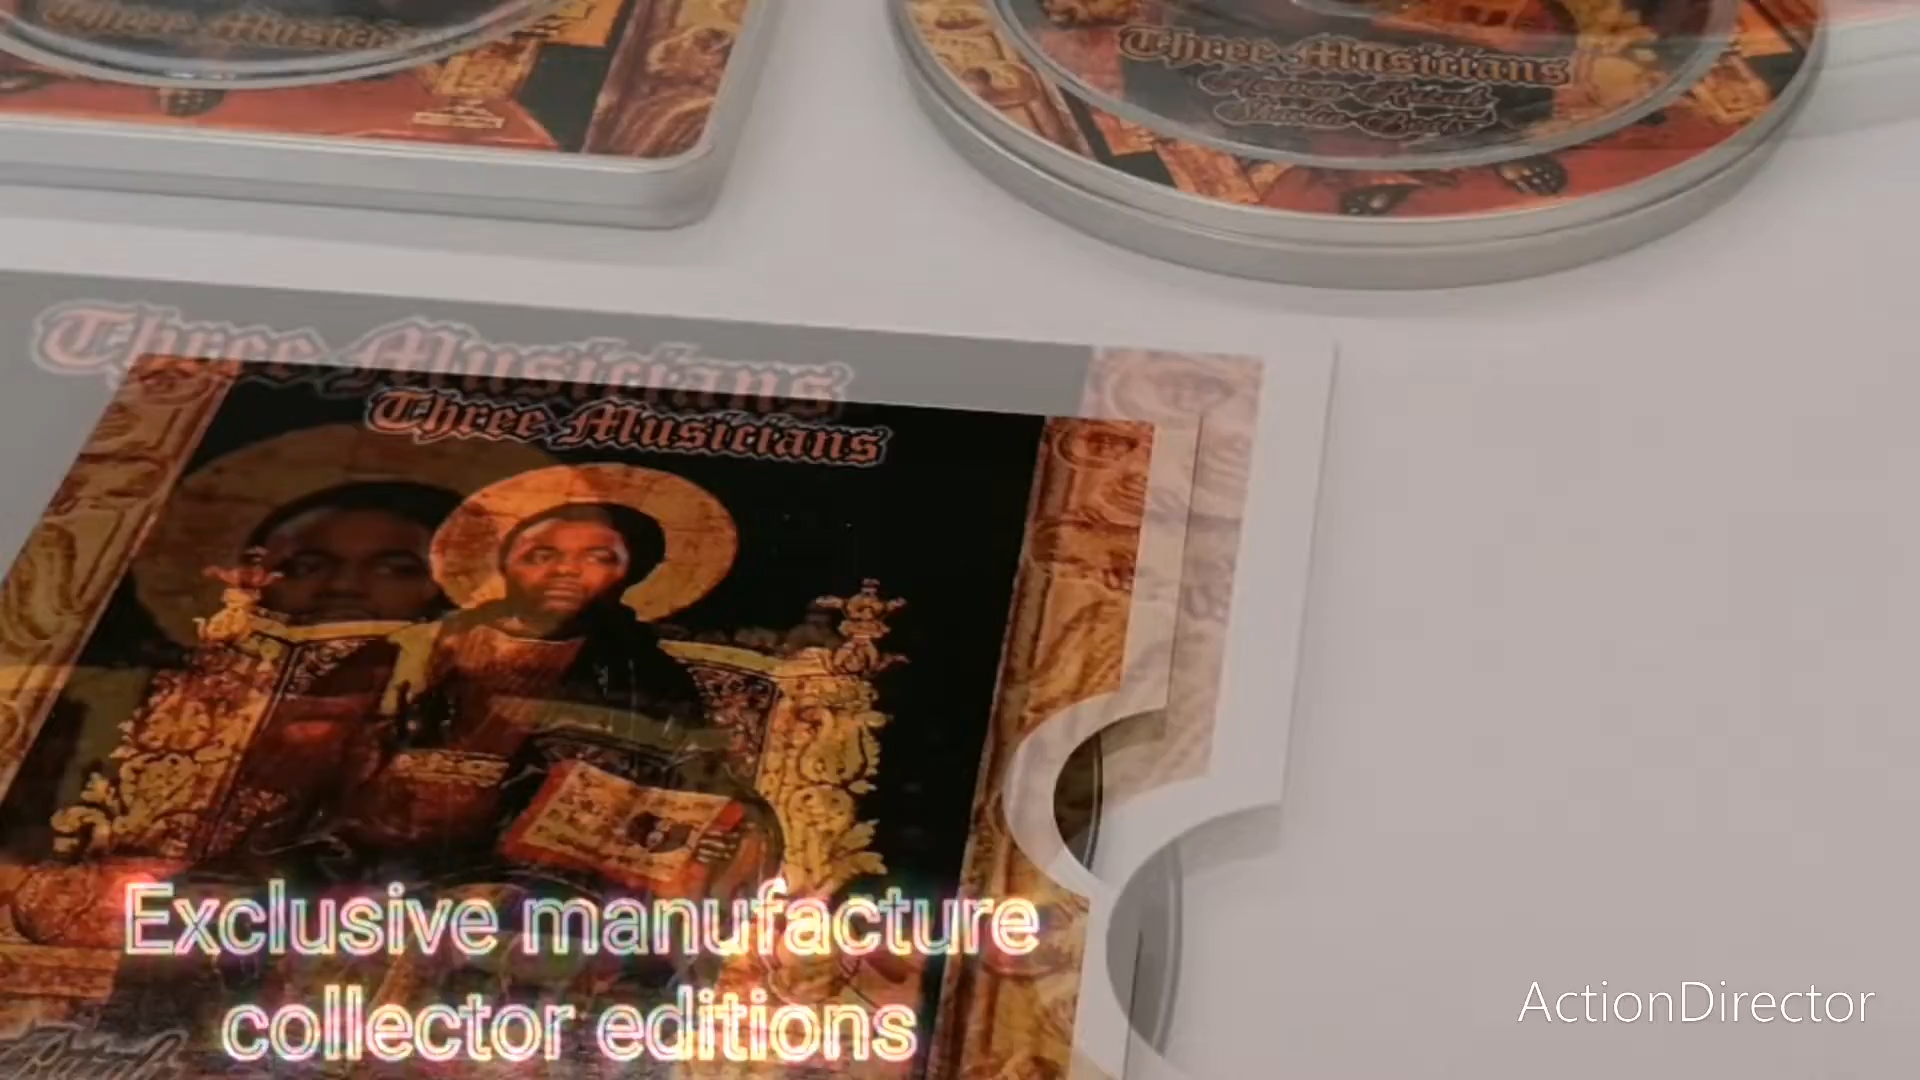 Three Musicians
Three Musicians
Three Musicians
Three Musicians
Exclusive manufacture
collector editions
ActionDirector